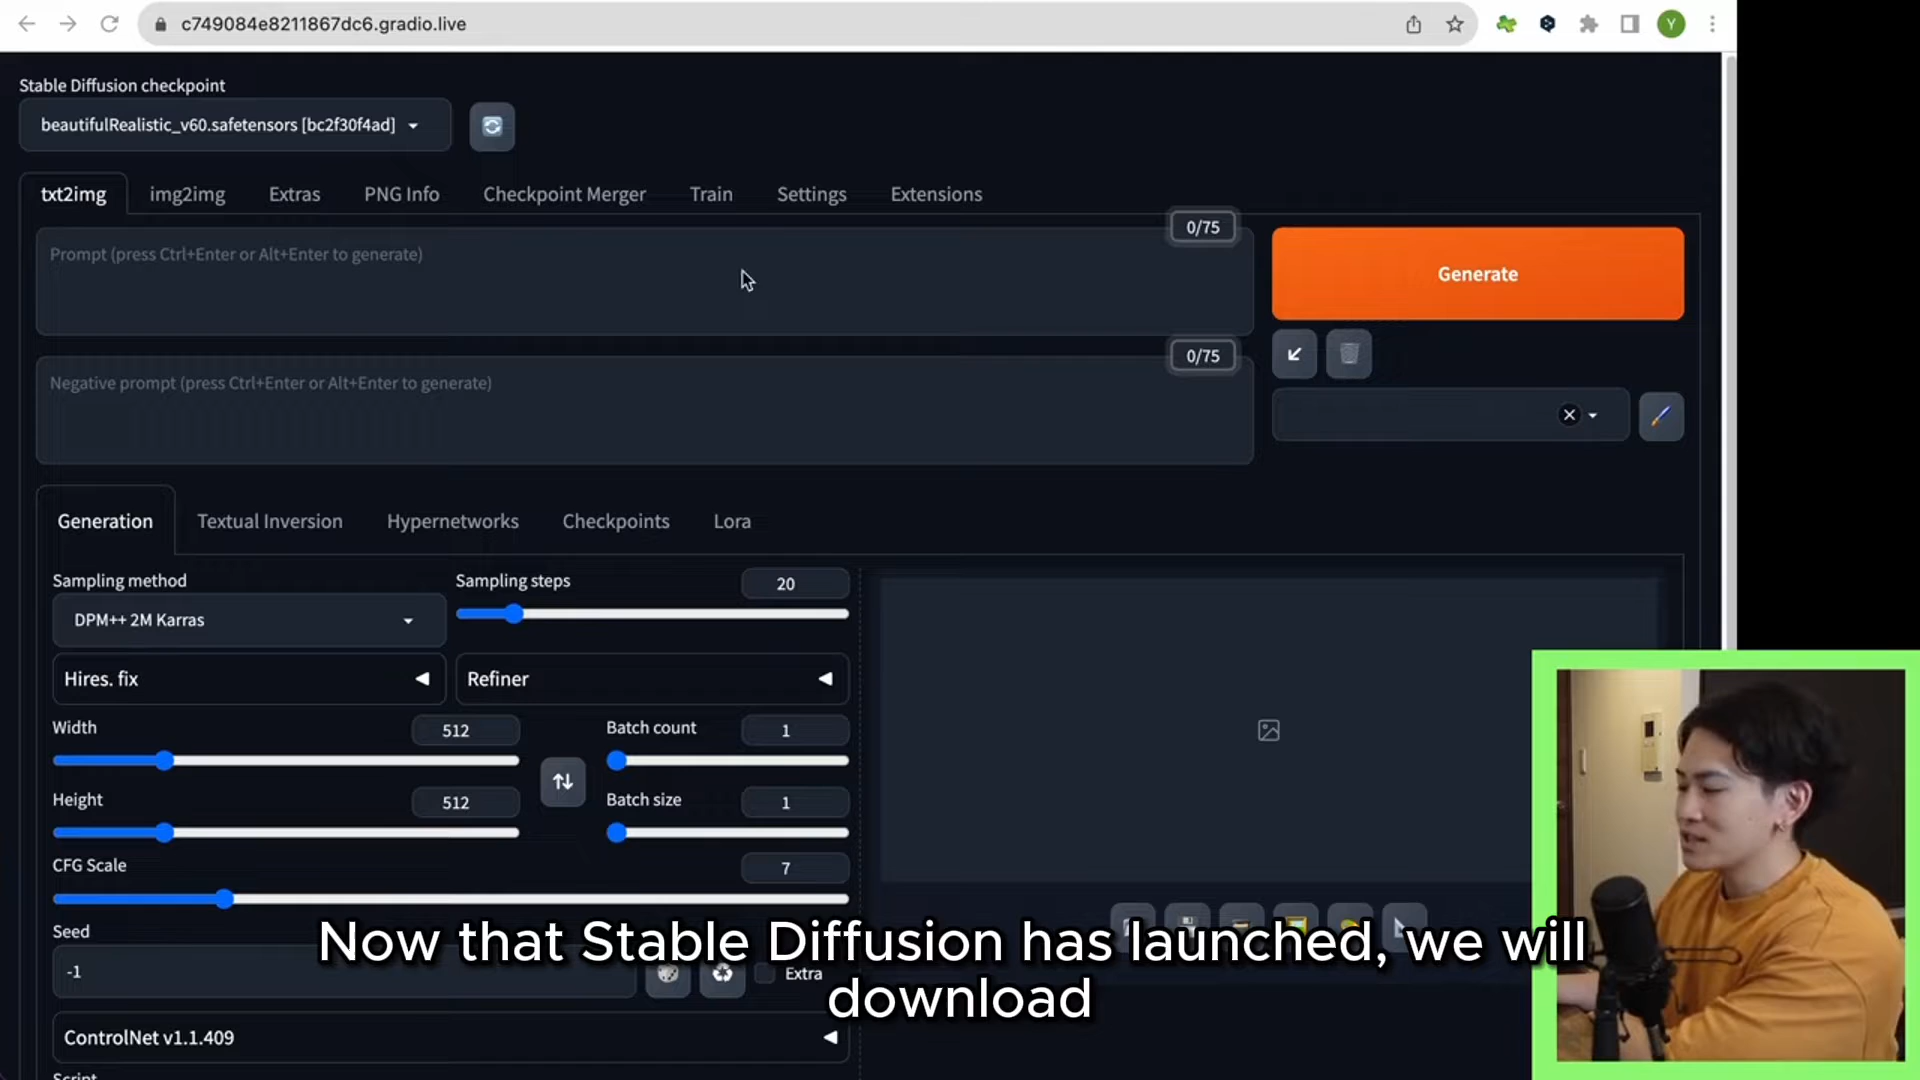 c749084e8211867dc6.gradio.live
Y
Stable Diffusion checkpoint
beautifulRealistic_v60.safetensors [bc2f30f4ad]
txt2img
img2img
Extras
PNG Info
Checkpoint Merger
Train
Settings
Extensions
0/75
Prompt (press Ctrl+Enter or Alt+Enter to generate)
Generate
0/75
Negative prompt (press Ctrl+Enter or Alt+Enter to generate)
Generation
Textual Inversion
Hypernetworks
Checkpoints
Lora
Sampling method
DPM++ 2M Karras
Sampling steps
20
Hires. fix
Refiner
Width
512
Batch count
1
Height
512
Batch size
1
CFG Scale
7
Seed
-1
Extra
Now that Stable Diffusion has launched, we will
download
ControlNet v1.1.409
Script